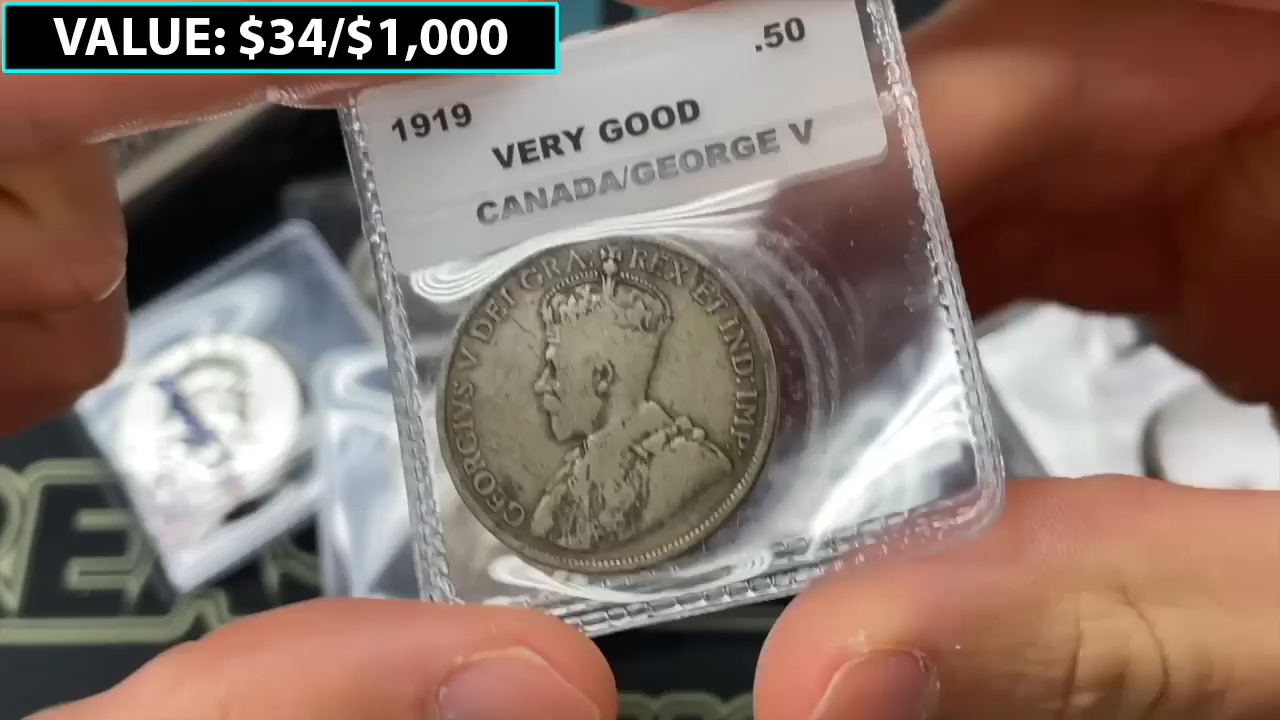 VALUE: $34/$1,000
.50
1919
VERY GOOD
CANADA/GEORGE V
GEORGIVS V DEI GRA: REX ET IND: IMP: